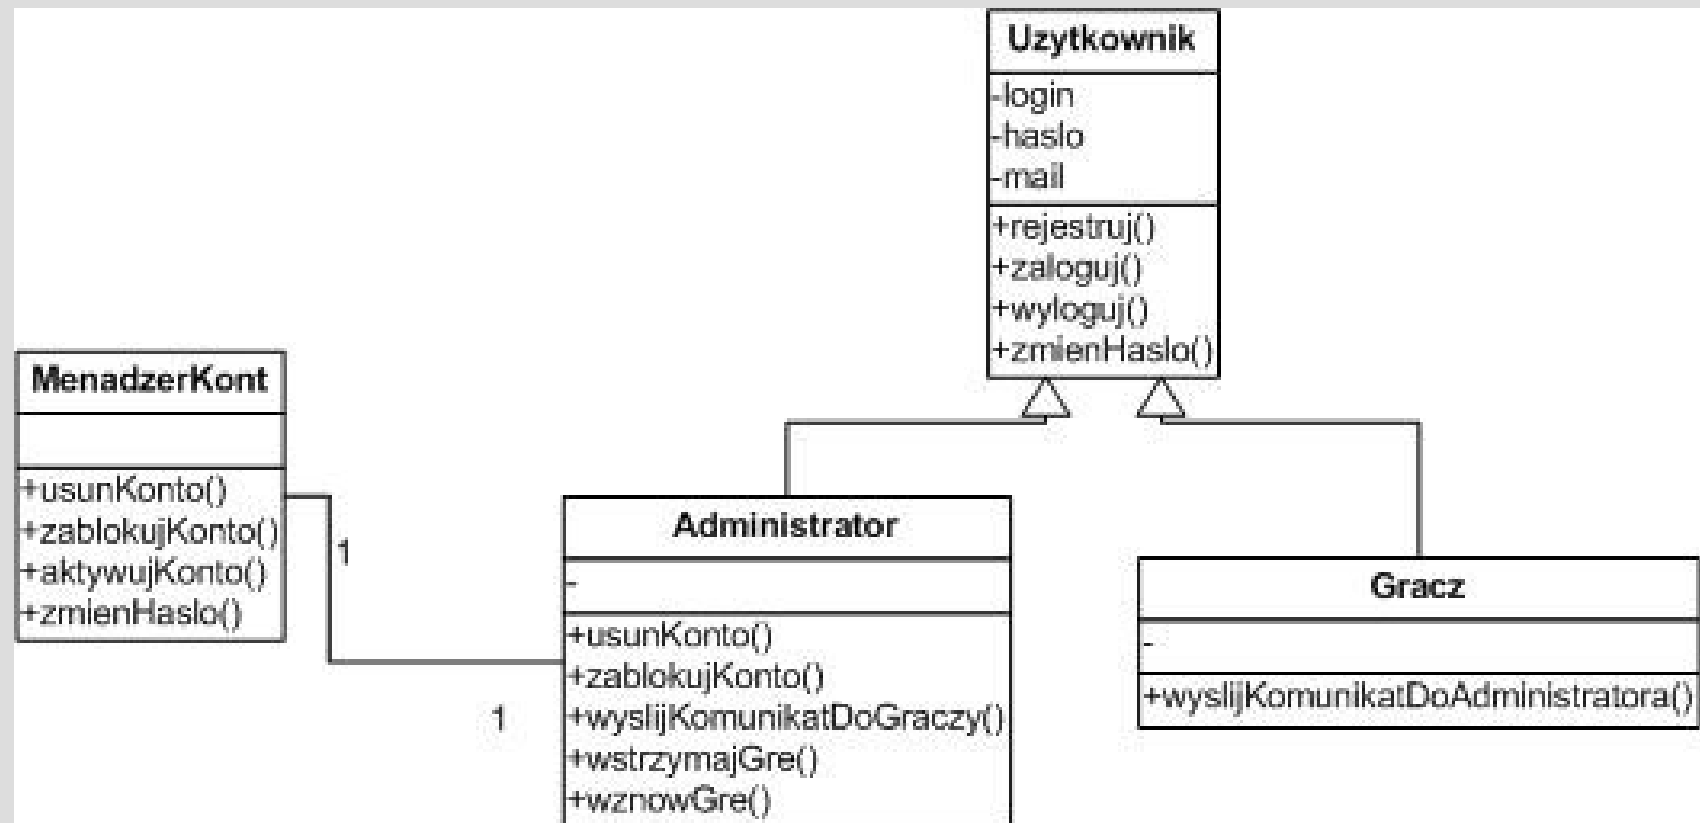 Uzytkownik
-login
-haslo
-mail
+rejestruj()
+zaloguj()
+wyloguj()
+zmienHaslo()
MenadzerKont
+usunKonto()
+zablokujKonto()
+aktywujKonto()
+zmienHaslo()
1
1
Administrator
-
+usunKonto()
+zablokujKonto()
+wyslijKomunikatDoGraczy()
+wstrzymajGre()
+wznowGre()
Gracz
-
+wyslijKomunikatDoAdministratora()